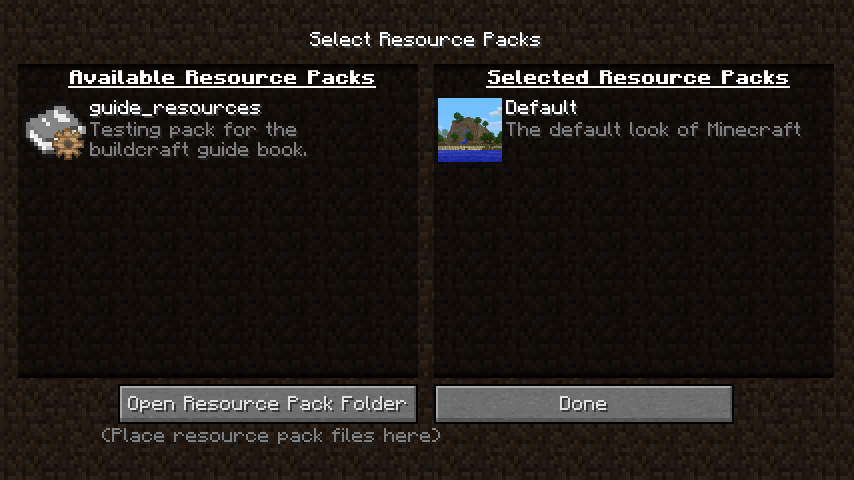 Select Resource Packs
Available Resource Packs
guide_resources
Testing pack for the
buildcraft guide book.
Selected Resource Packs
Default
The default look of Minecraft
Open Resource Pack Folder
Done
(Place resource pack files here)